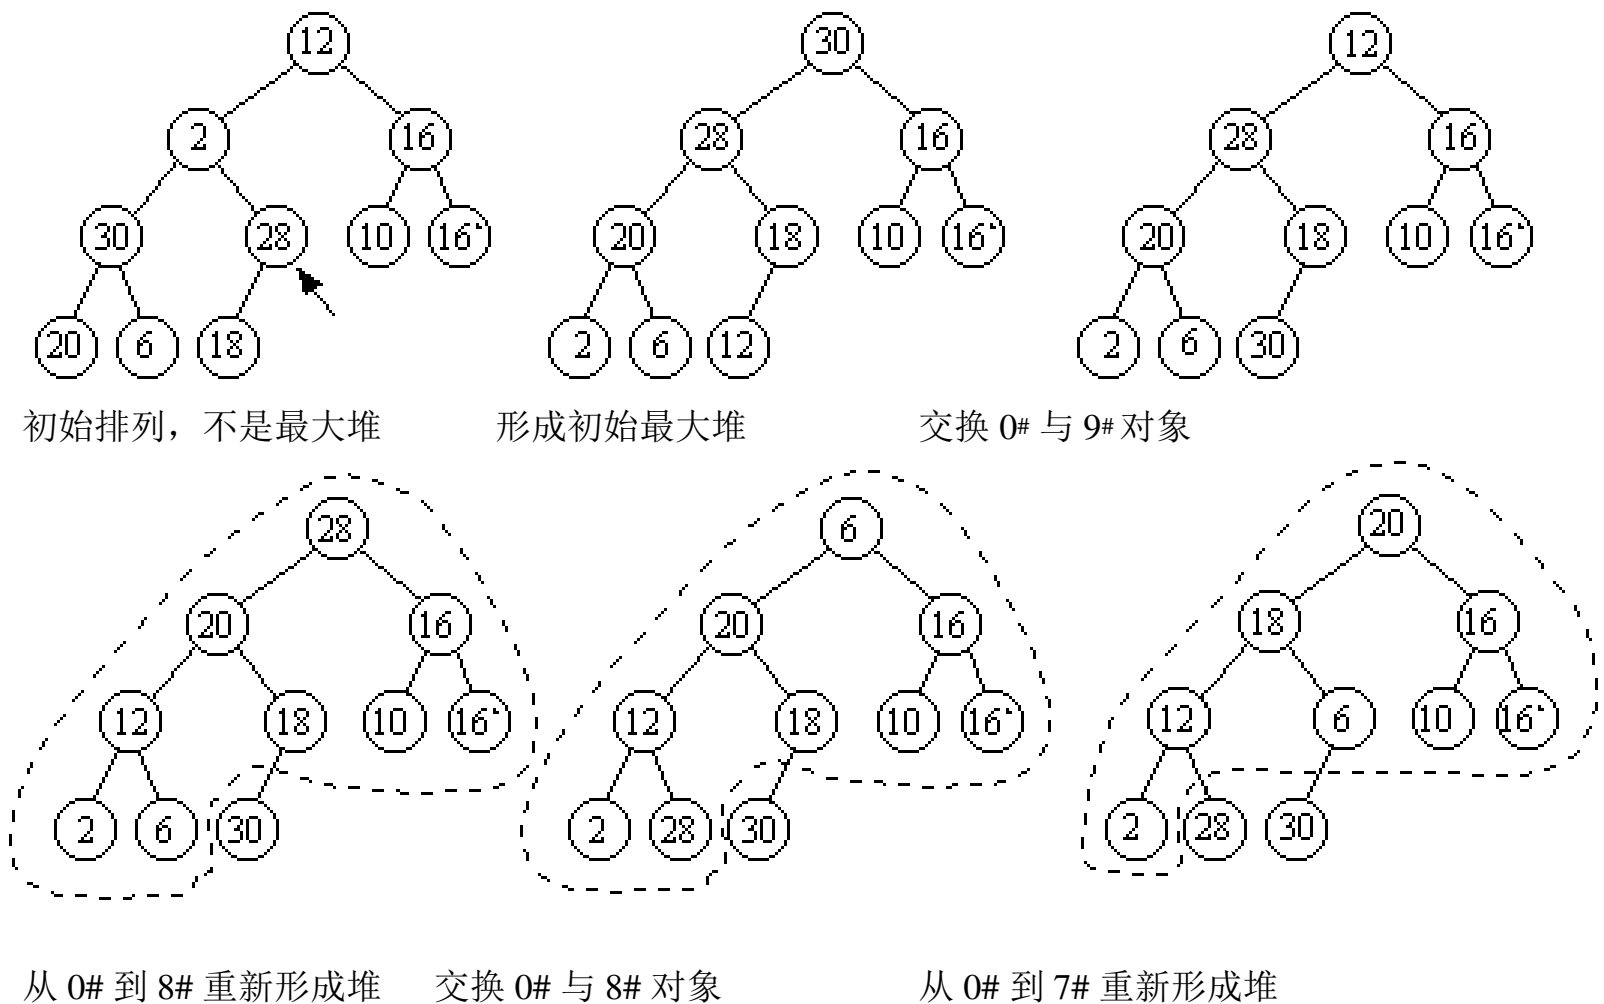 12 30 12
2 16 28 16 28 16
30 28 10 16* 20 18 10 16* 20 18 10 16*
20 6 18 2 6 12 2 6 30
初始排列，不是最大堆 形成初始最大堆 交换 0# 与 9# 对象
28 6 20
20 16 20 16 18 16
12 18 10 16* 12 18 10 16* 12 6 10 16*
2 6 30 2 28 30 2 28 30
从 0# 到 8# 重新形成堆 交换 0# 与 8# 对象 从 0# 到 7# 重新形成堆